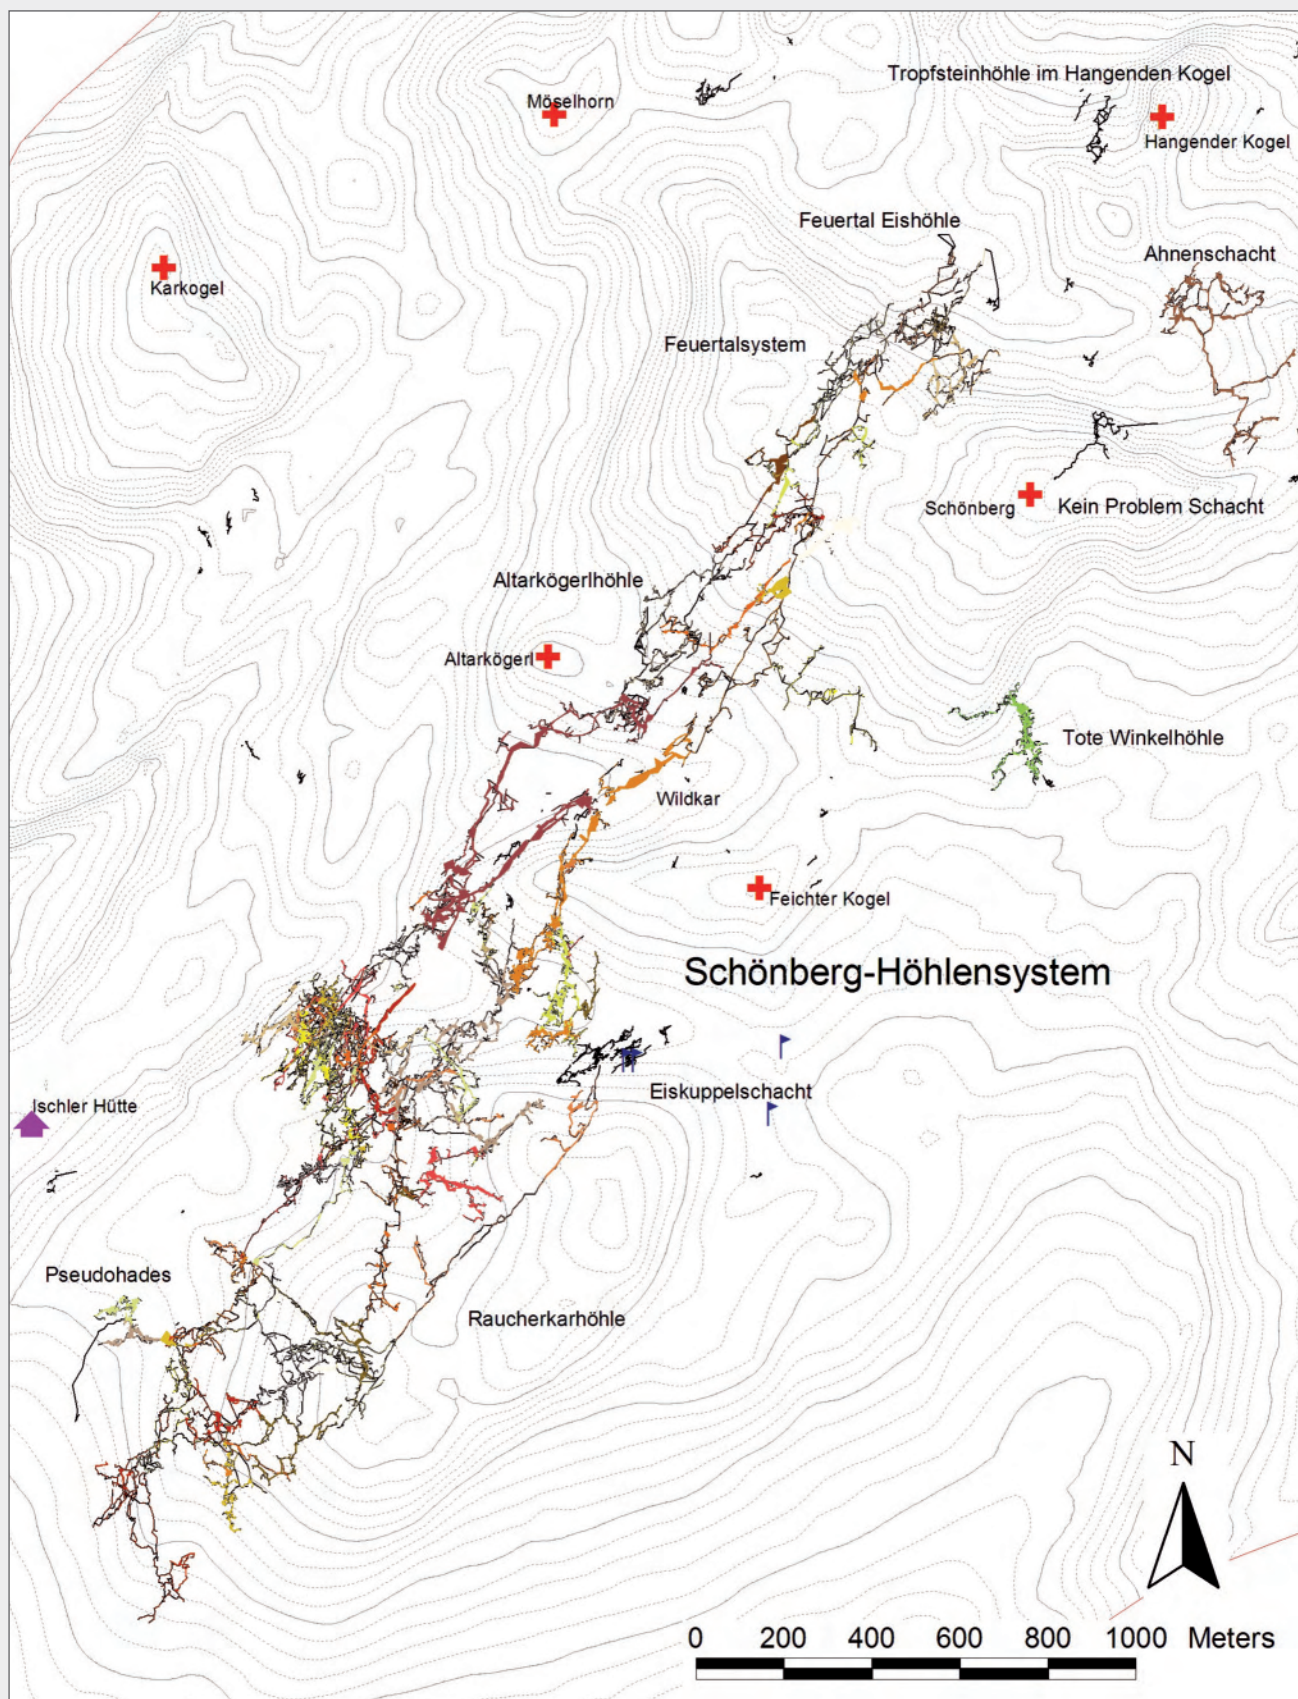 Tropfsteinhöhle im Hangenden Kogel
Möselhorn
Hangender Kogel
Feuertal Eishöhle
Ahnenschacht
Karkogel
Feuertalsystem
Schönberg
Kein Problem Schacht
Altarkögerlhöhle
Altarkögerl
Tote Winkelhöhle
Wildkar
Feichter Kogel
Schönberg-Höhlensystem
Eiskuppelschacht
Ischler Hütte
Pseudohades
Raucherkarhöhle
N
0 200 400 600 800 1000 Meters